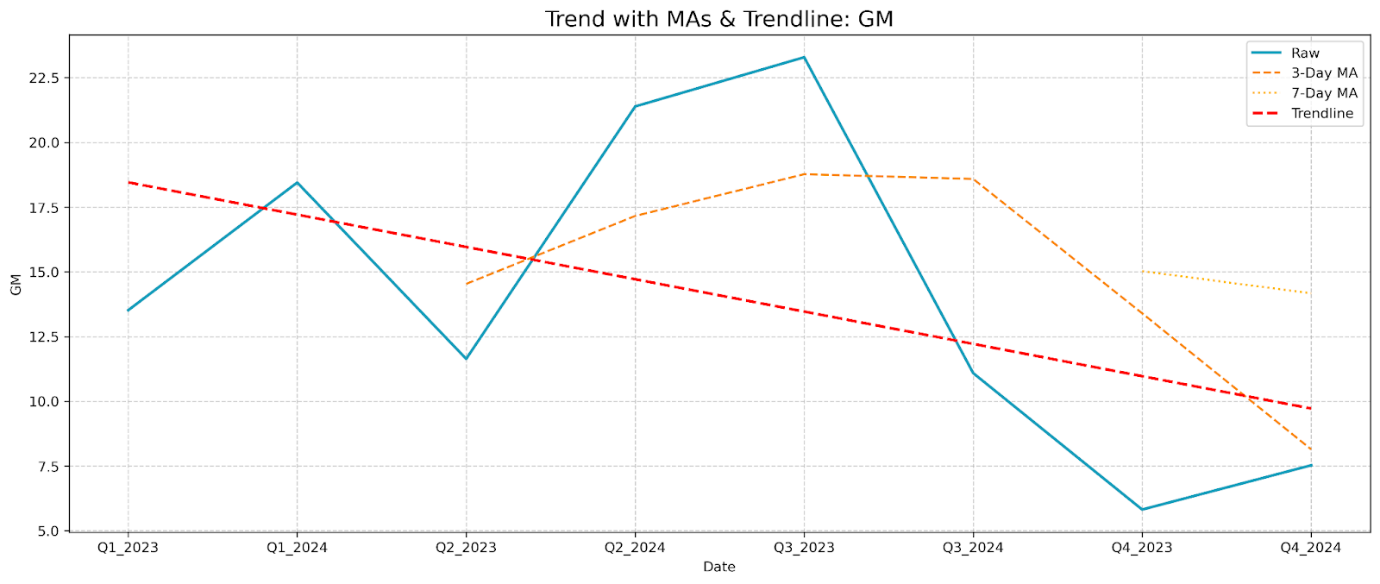 Trend with MAs & Trendline: GM
Raw
3-Day MA
7-Day MA
Trendline
22.5
20.0
17.5
15.0
12.5
10.0
7.5
5.0
GM
Q1_2023 Q1_2024 Q2_2023 Q2_2024 Q3_2023 Q3_2024 Q4_2023 Q4_2024
Date